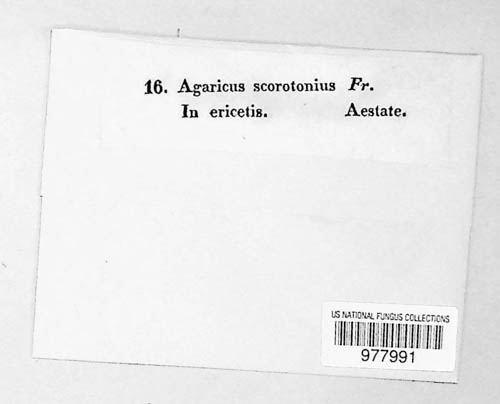 16. Agaricus scorotonius Fr.
In ericetis. Aestate.
US NATIONAL FUNGUS COLLECTIONS
977991